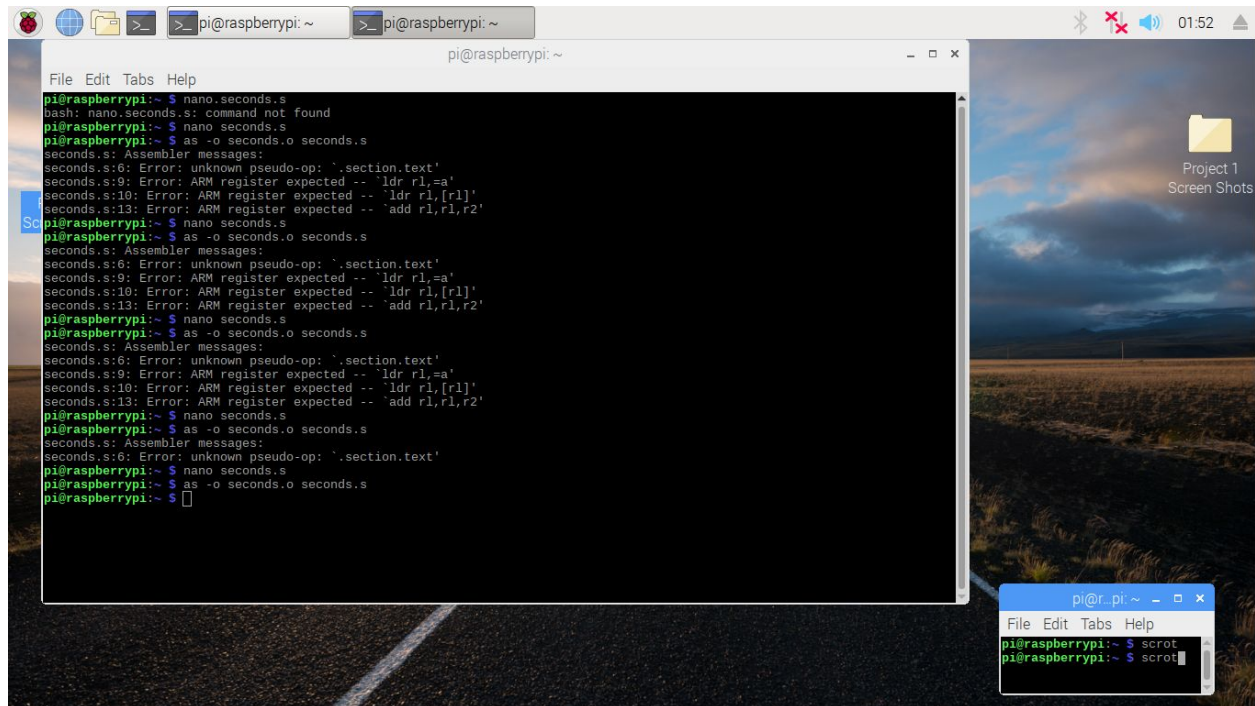 pi@raspberrypi: ~
pi@raspberrypi: ~
01:52
pi@raspberrypi: ~
File Edit Tabs Help
pi@raspberrypi:~ $ nano.seconds.s
bash: nano.seconds.s: command not found
pi@raspberrypi:~ $ nano seconds.s
pi@raspberrypi:~ $ as -o seconds.o seconds.s
seconds.s: Assembler messages:
seconds.s:6: Error: unknown pseudo-op: `.section.text'
seconds.s:9: Error: ARM register expected -- `ldr rl,=a'
seconds.s:10: Error: ARM register expected -- `ldr rl,[rl]'
seconds.s:13: Error: ARM register expected -- `add rl,rl,r2'
pi@raspberrypi:~ $ nano seconds.s
pi@raspberrypi:~ $ as -o seconds.o seconds.s
seconds.s: Assembler messages:
seconds.s:6: Error: unknown pseudo-op: `.section.text'
seconds.s:9: Error: ARM register expected -- `ldr rl,=a'
seconds.s:10: Error: ARM register expected -- `ldr rl,[rl]'
seconds.s:13: Error: ARM register expected -- `add rl,rl,r2'
pi@raspberrypi:~ $ nano seconds.s
pi@raspberrypi:~ $ as -o seconds.o seconds.s
seconds.s: Assembler messages:
seconds.s:6: Error: unknown pseudo-op: `.section.text'
seconds.s:9: Error: ARM register expected -- `ldr rl,=a'
seconds.s:10: Error: ARM register expected -- `ldr rl,[rl]'
seconds.s:13: Error: ARM register expected -- `add rl,rl,r2'
pi@raspberrypi:~ $ nano seconds.s
pi@raspberrypi:~ $ as -o seconds.o seconds.s
seconds.s: Assembler messages:
seconds.s:6: Error: unknown pseudo-op: `.section.text'
pi@raspberrypi:~ $ nano seconds.s
pi@raspberrypi:~ $ as -o seconds.o seconds.s
pi@raspberrypi:~ $
Project 1
Screen Shots
pi@r...pi: ~
File Edit Tabs Help
pi@raspberrypi:~ $ scrot
pi@raspberrypi:~ $ scrot